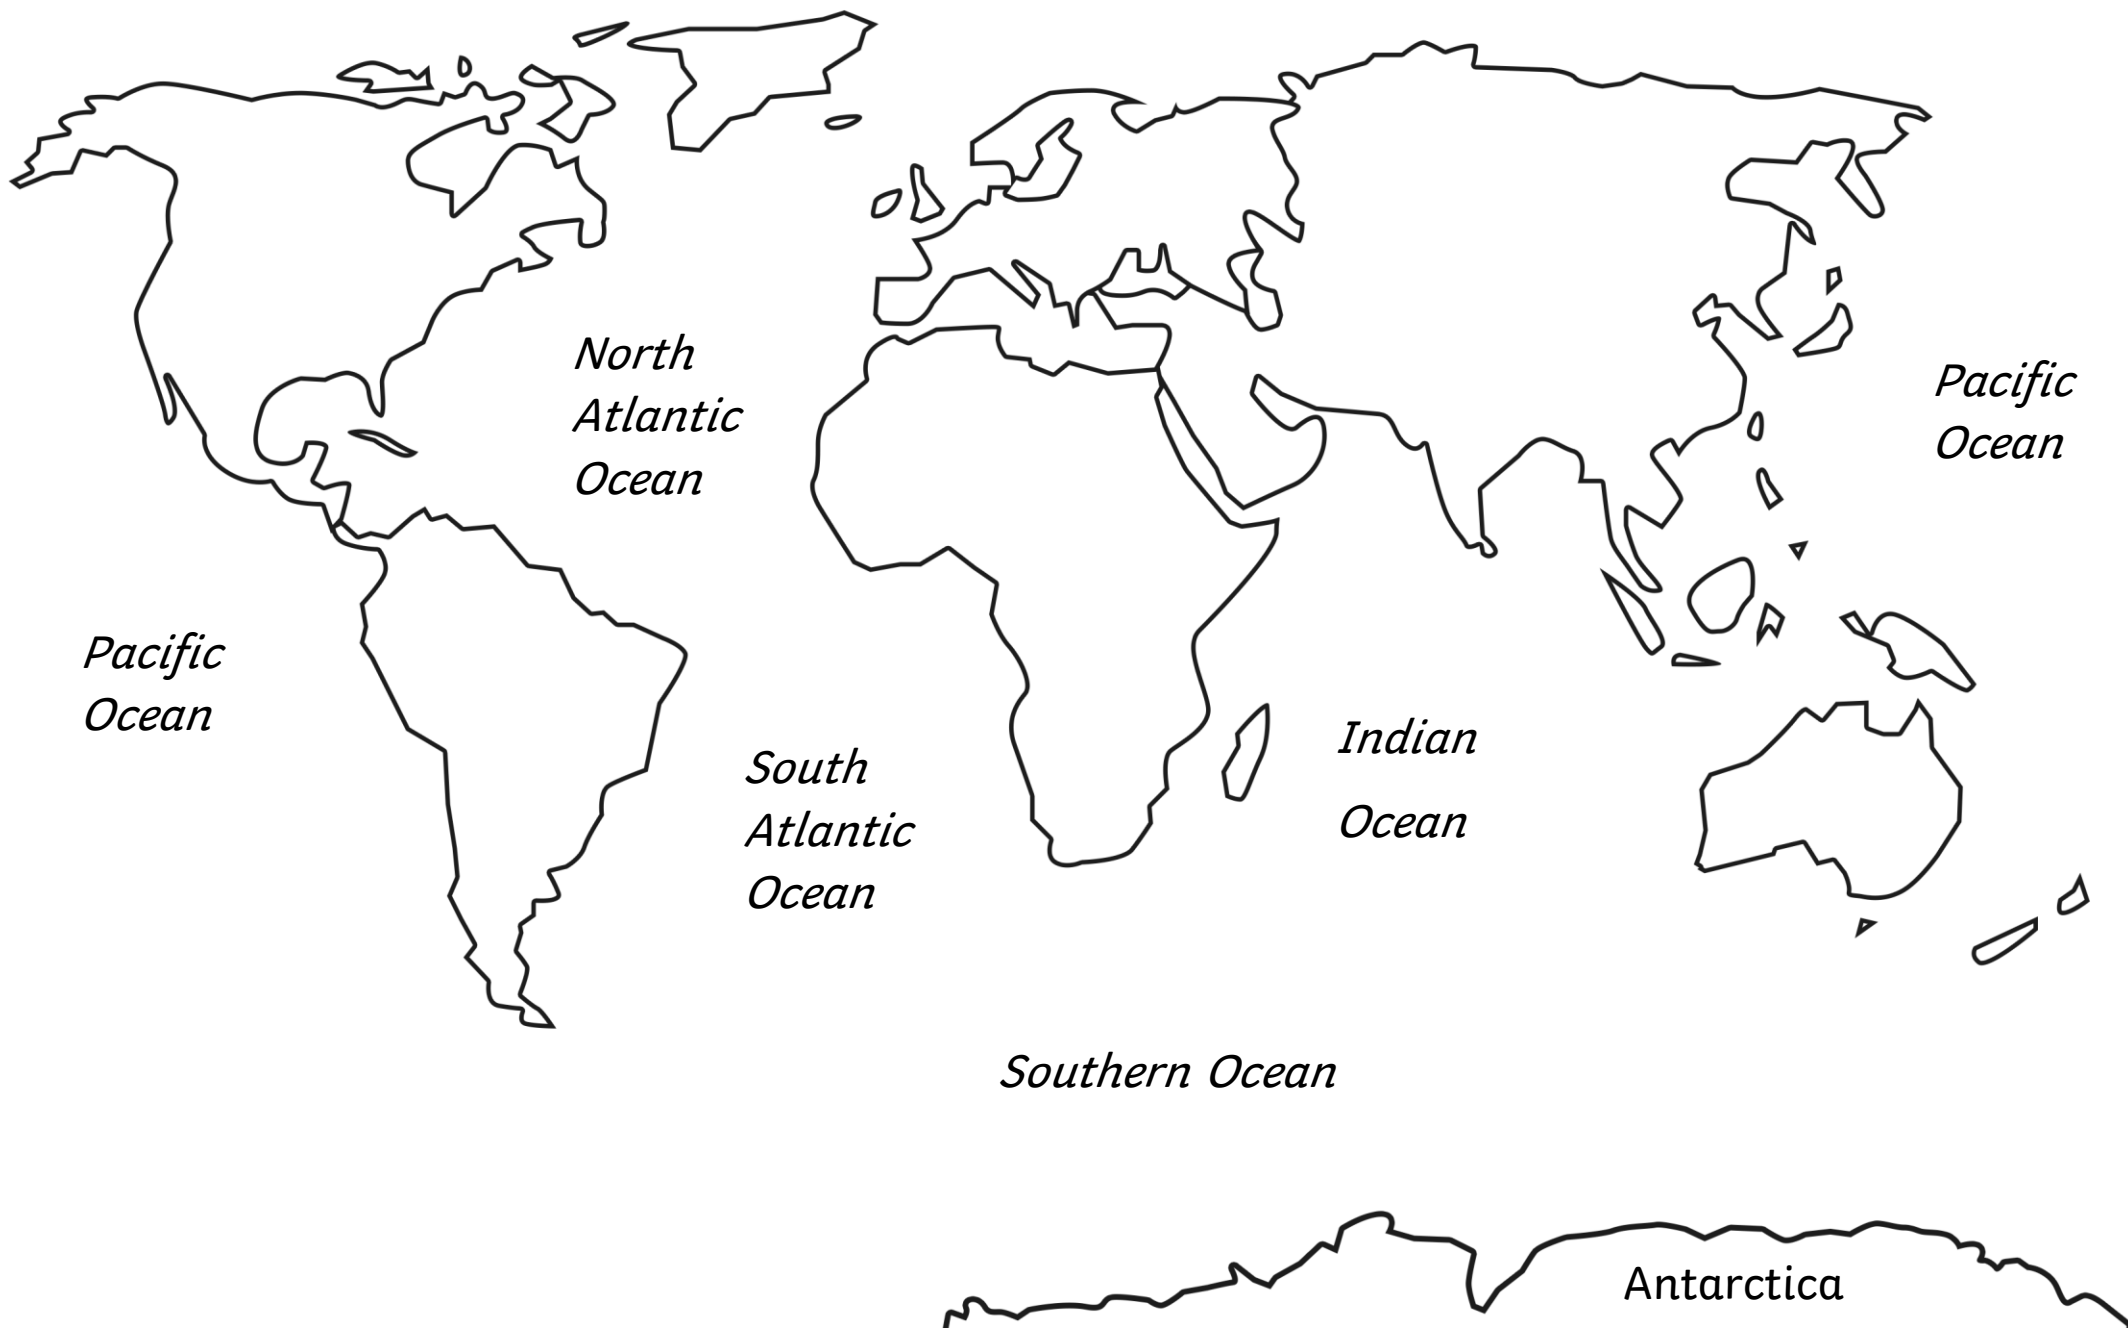 North
Atlantic
Ocean
Pacific
Ocean
Pacific
Ocean
South
Atlantic
Ocean
Indian
Ocean
Southern Ocean
Antarctica